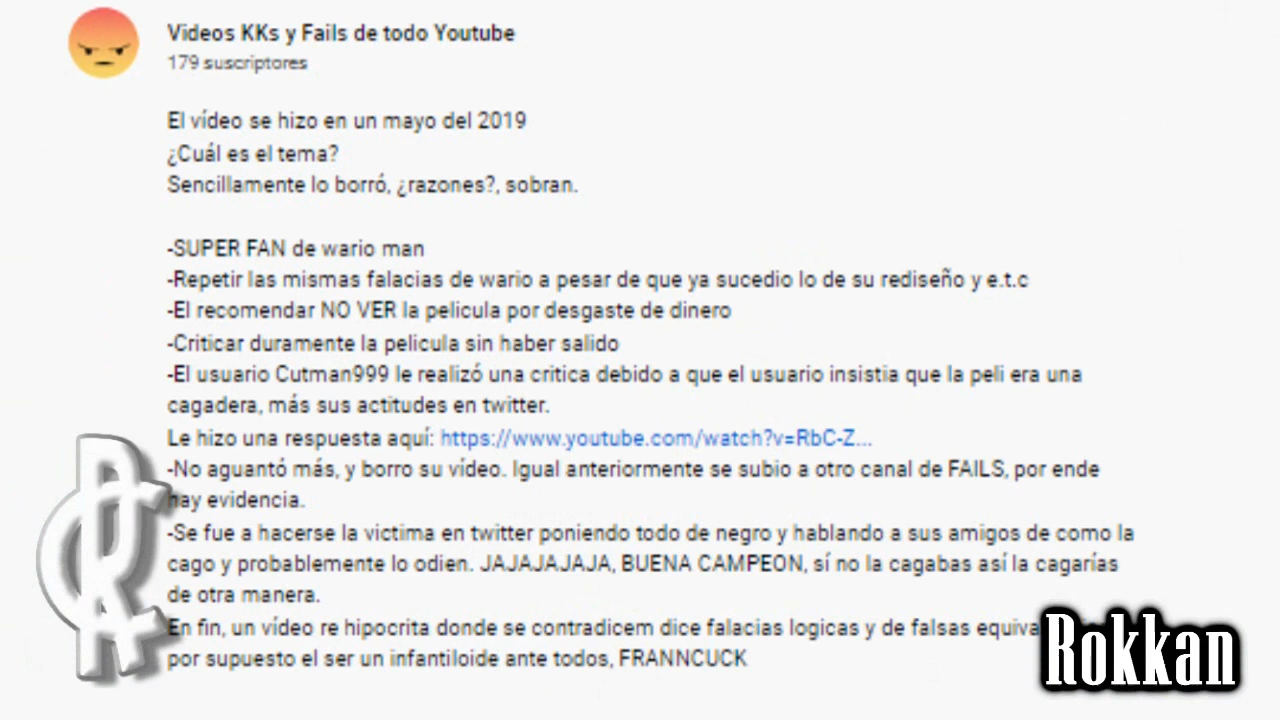 Videos KKs y Fails de todo Youtube
179 suscriptores
El vídeo se hizo en un mayo del 2019
¿Cuál es el tema?
Sencillamente lo borró, ¿razones?, sobran.
-SUPER FAN de wario man
-Repetir las mismas falacias de wario a pesar de que ya sucedio lo de su rediseño y e.t.c
-El recomendar NO VER la pelicula por desgaste de dinero
-Criticar duramente la pelicula sin haber salido
-El usuario Cutman999 le realizó una critica debido a que el usuario insistia que la peli era una
cagadera, más sus actitudes en twitter.
Le hizo una respuesta aquí: https://www.youtube.com/watch?v=RbC-Z...
-No aguantó más, y borro su vídeo. Igual anteriormente se subio a otro canal de FAILS, por ende
hay evidencia.
-Se fue a hacerse la victima en twitter poniendo todo de negro y hablando a sus amigos de como la
cago y probablemente lo odien. JAJAJAJAJA, BUENA CAMPEON, sí no la cagabas así la cagarías
de otra manera.
En fin, un vídeo re hipocrita donde se contradicem dice falacias logicas y de falsas equiva
por supuesto el ser un infantiloide ante todos, FRANNCUCK
Rokkan